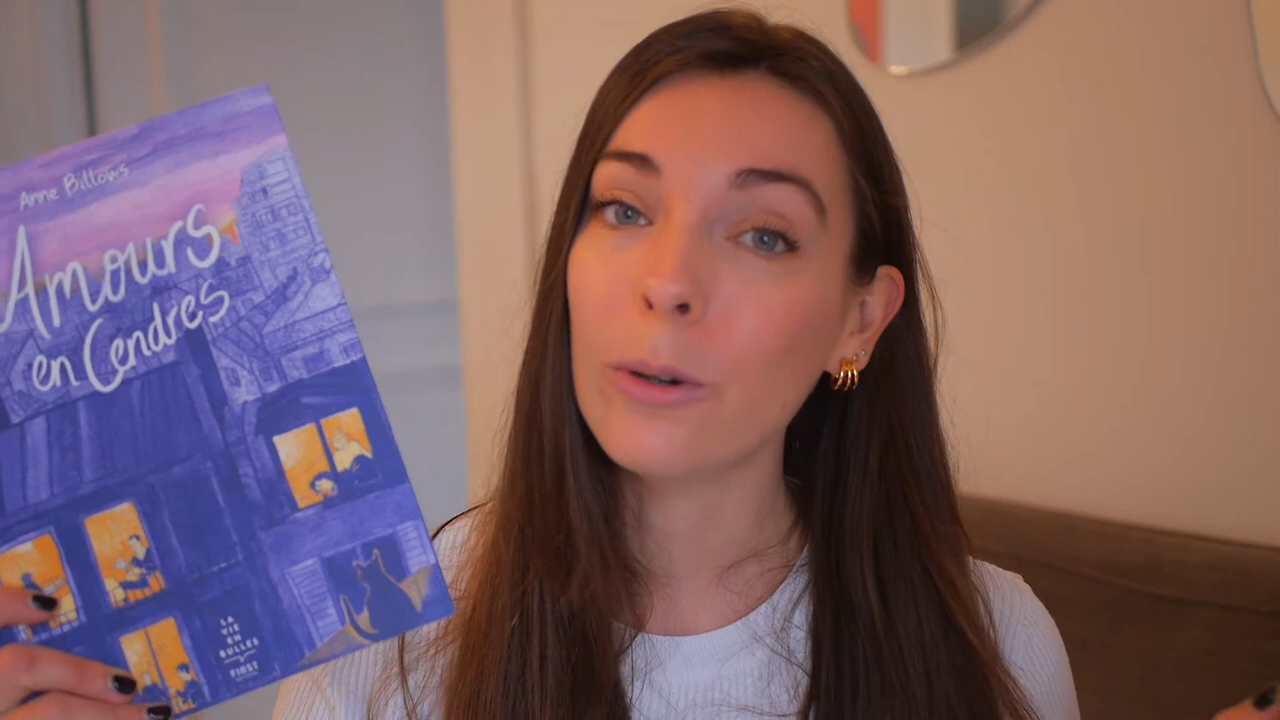 Anne Billows
Amours
en Cendres
LA
VIE
EN
BULLES
FIRST